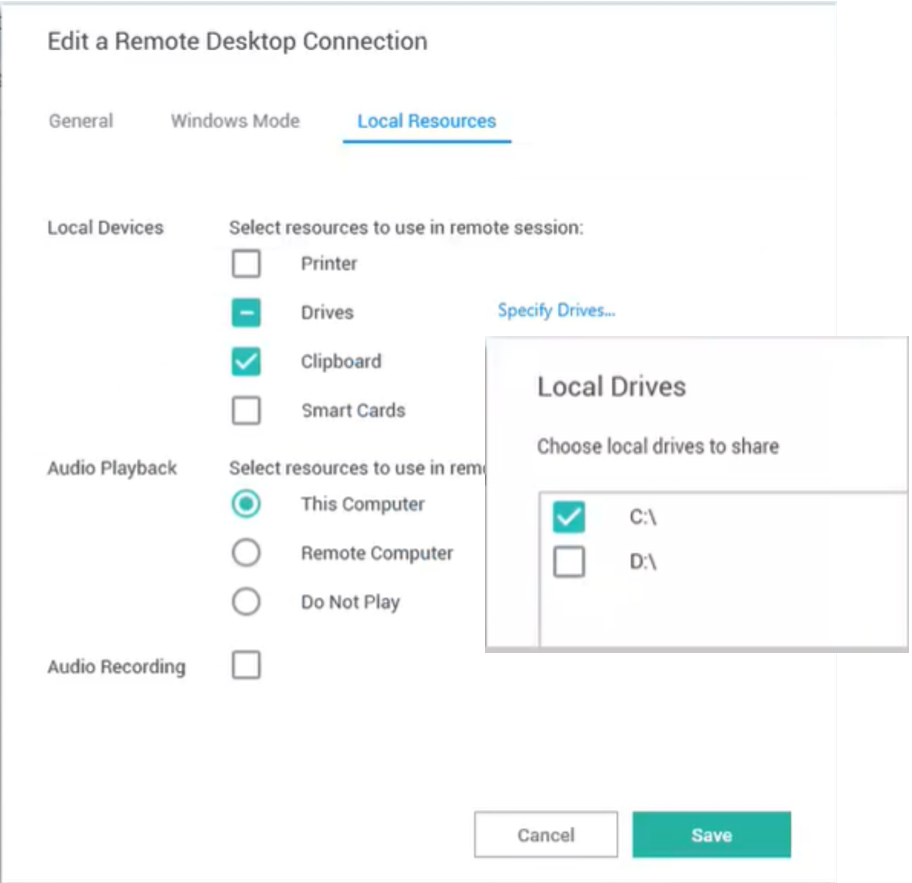 Edit a Remote Desktop Connection
General Windows Mode Local Resources
Local Devices Select resources to use in remote session:
Printer
Drives Specify Drives...
Clipboard
Smart Cards
Audio Playback Select resources to use in
This Computer
Remote Computer
Do Not Play
Audio Recording
Local Drives
Choose local drives to share
C:\
D:\
Cancel Save